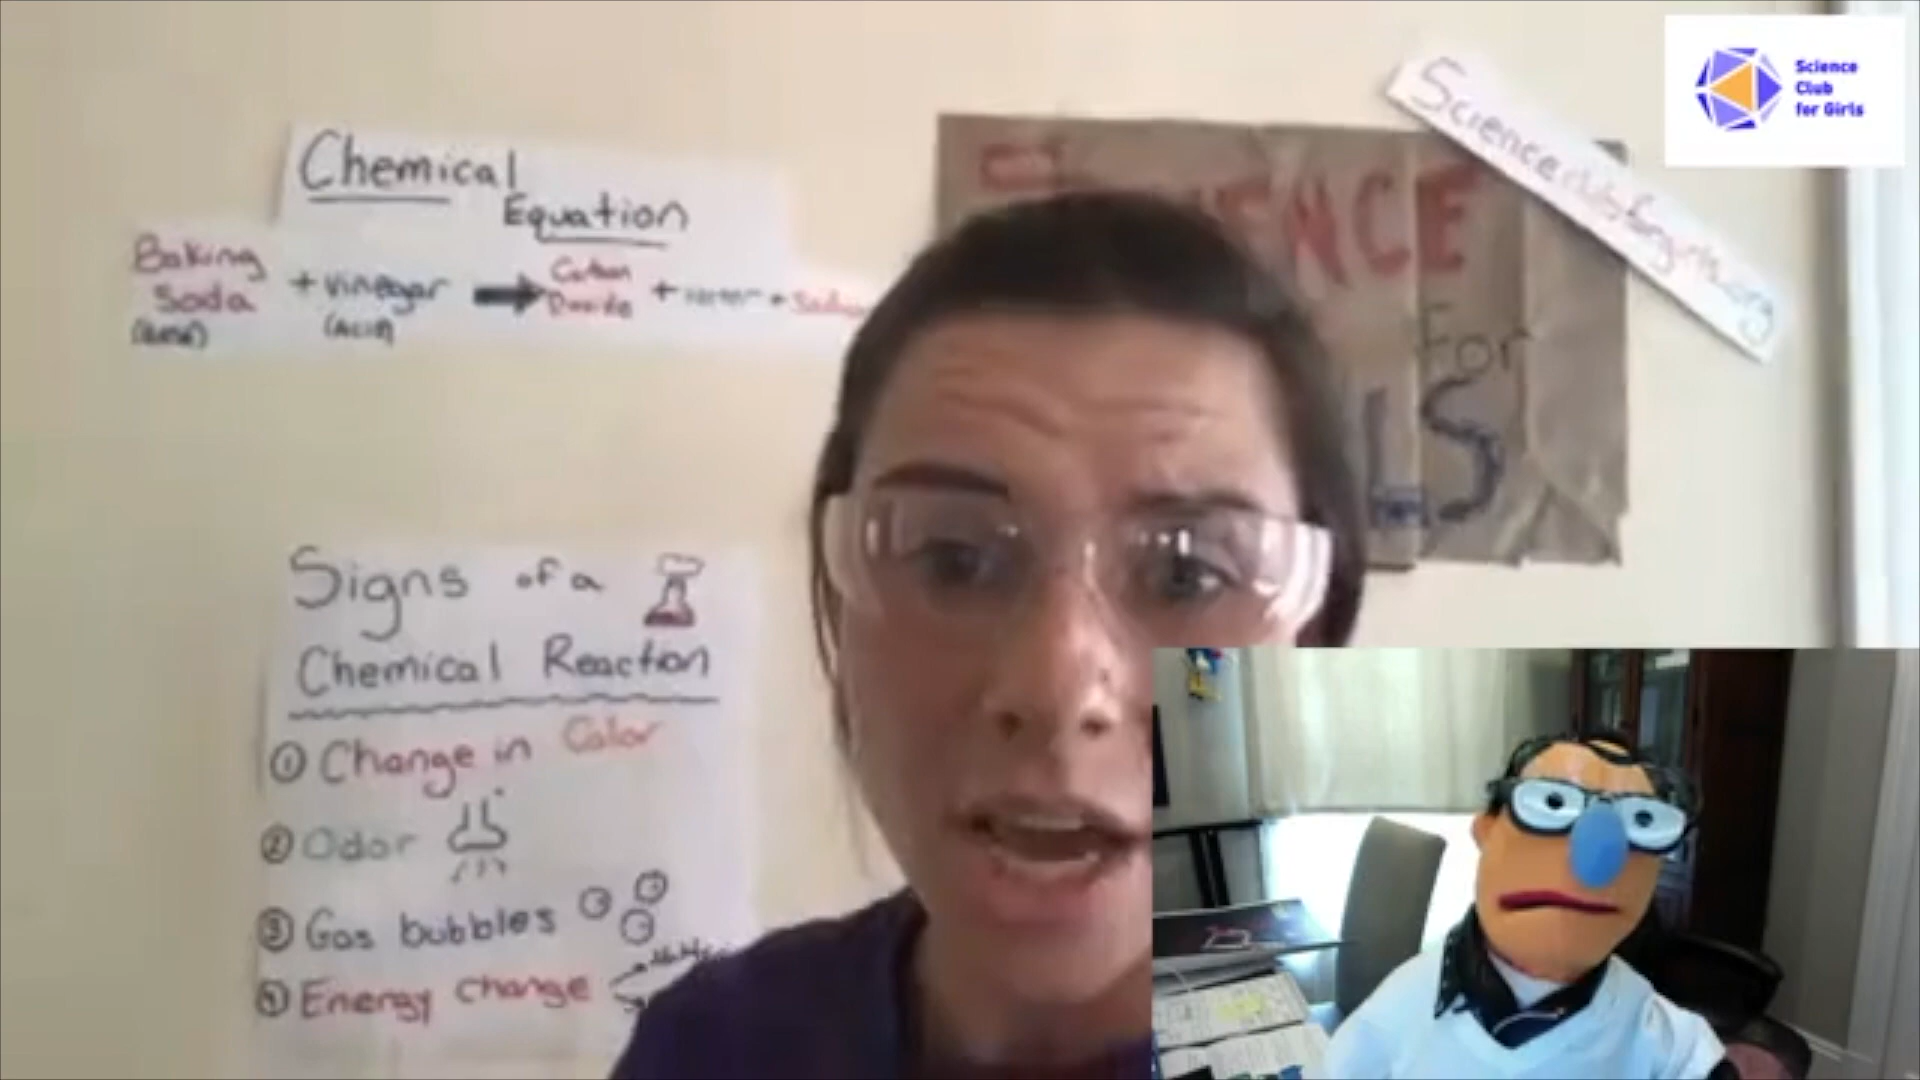 Chemical
Equation
Baking
Soda
+ vinegar
(Acid)
Carbon
Dioxide
+ water +
Signs of a
Chemical Reaction
① Change in Color
② Odor
③ Gas bubbles
④ Energy change
ENCE
For
LS
scienceclubforgirls.org
Science
Club
for Girls